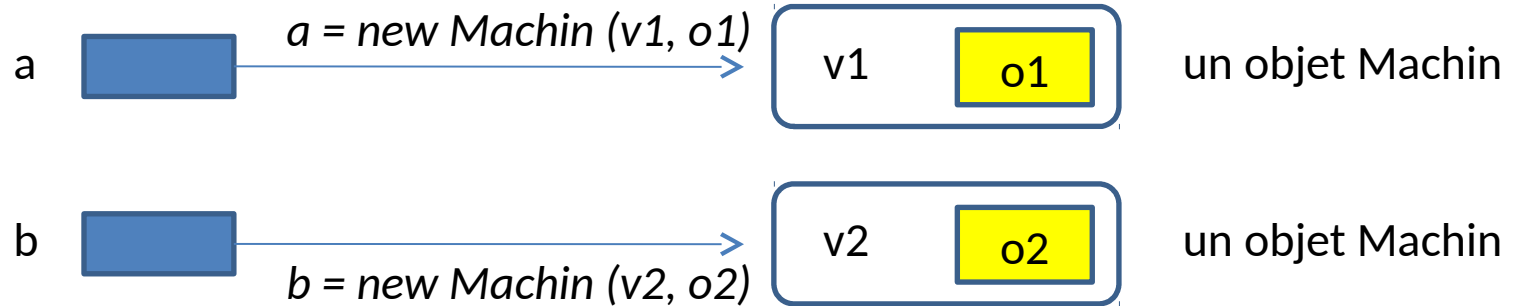 a = new Machin (v1, o1)
a v1 o1 un objet Machin
b v2 o2 un objet Machin
b = new Machin (v2, o2)